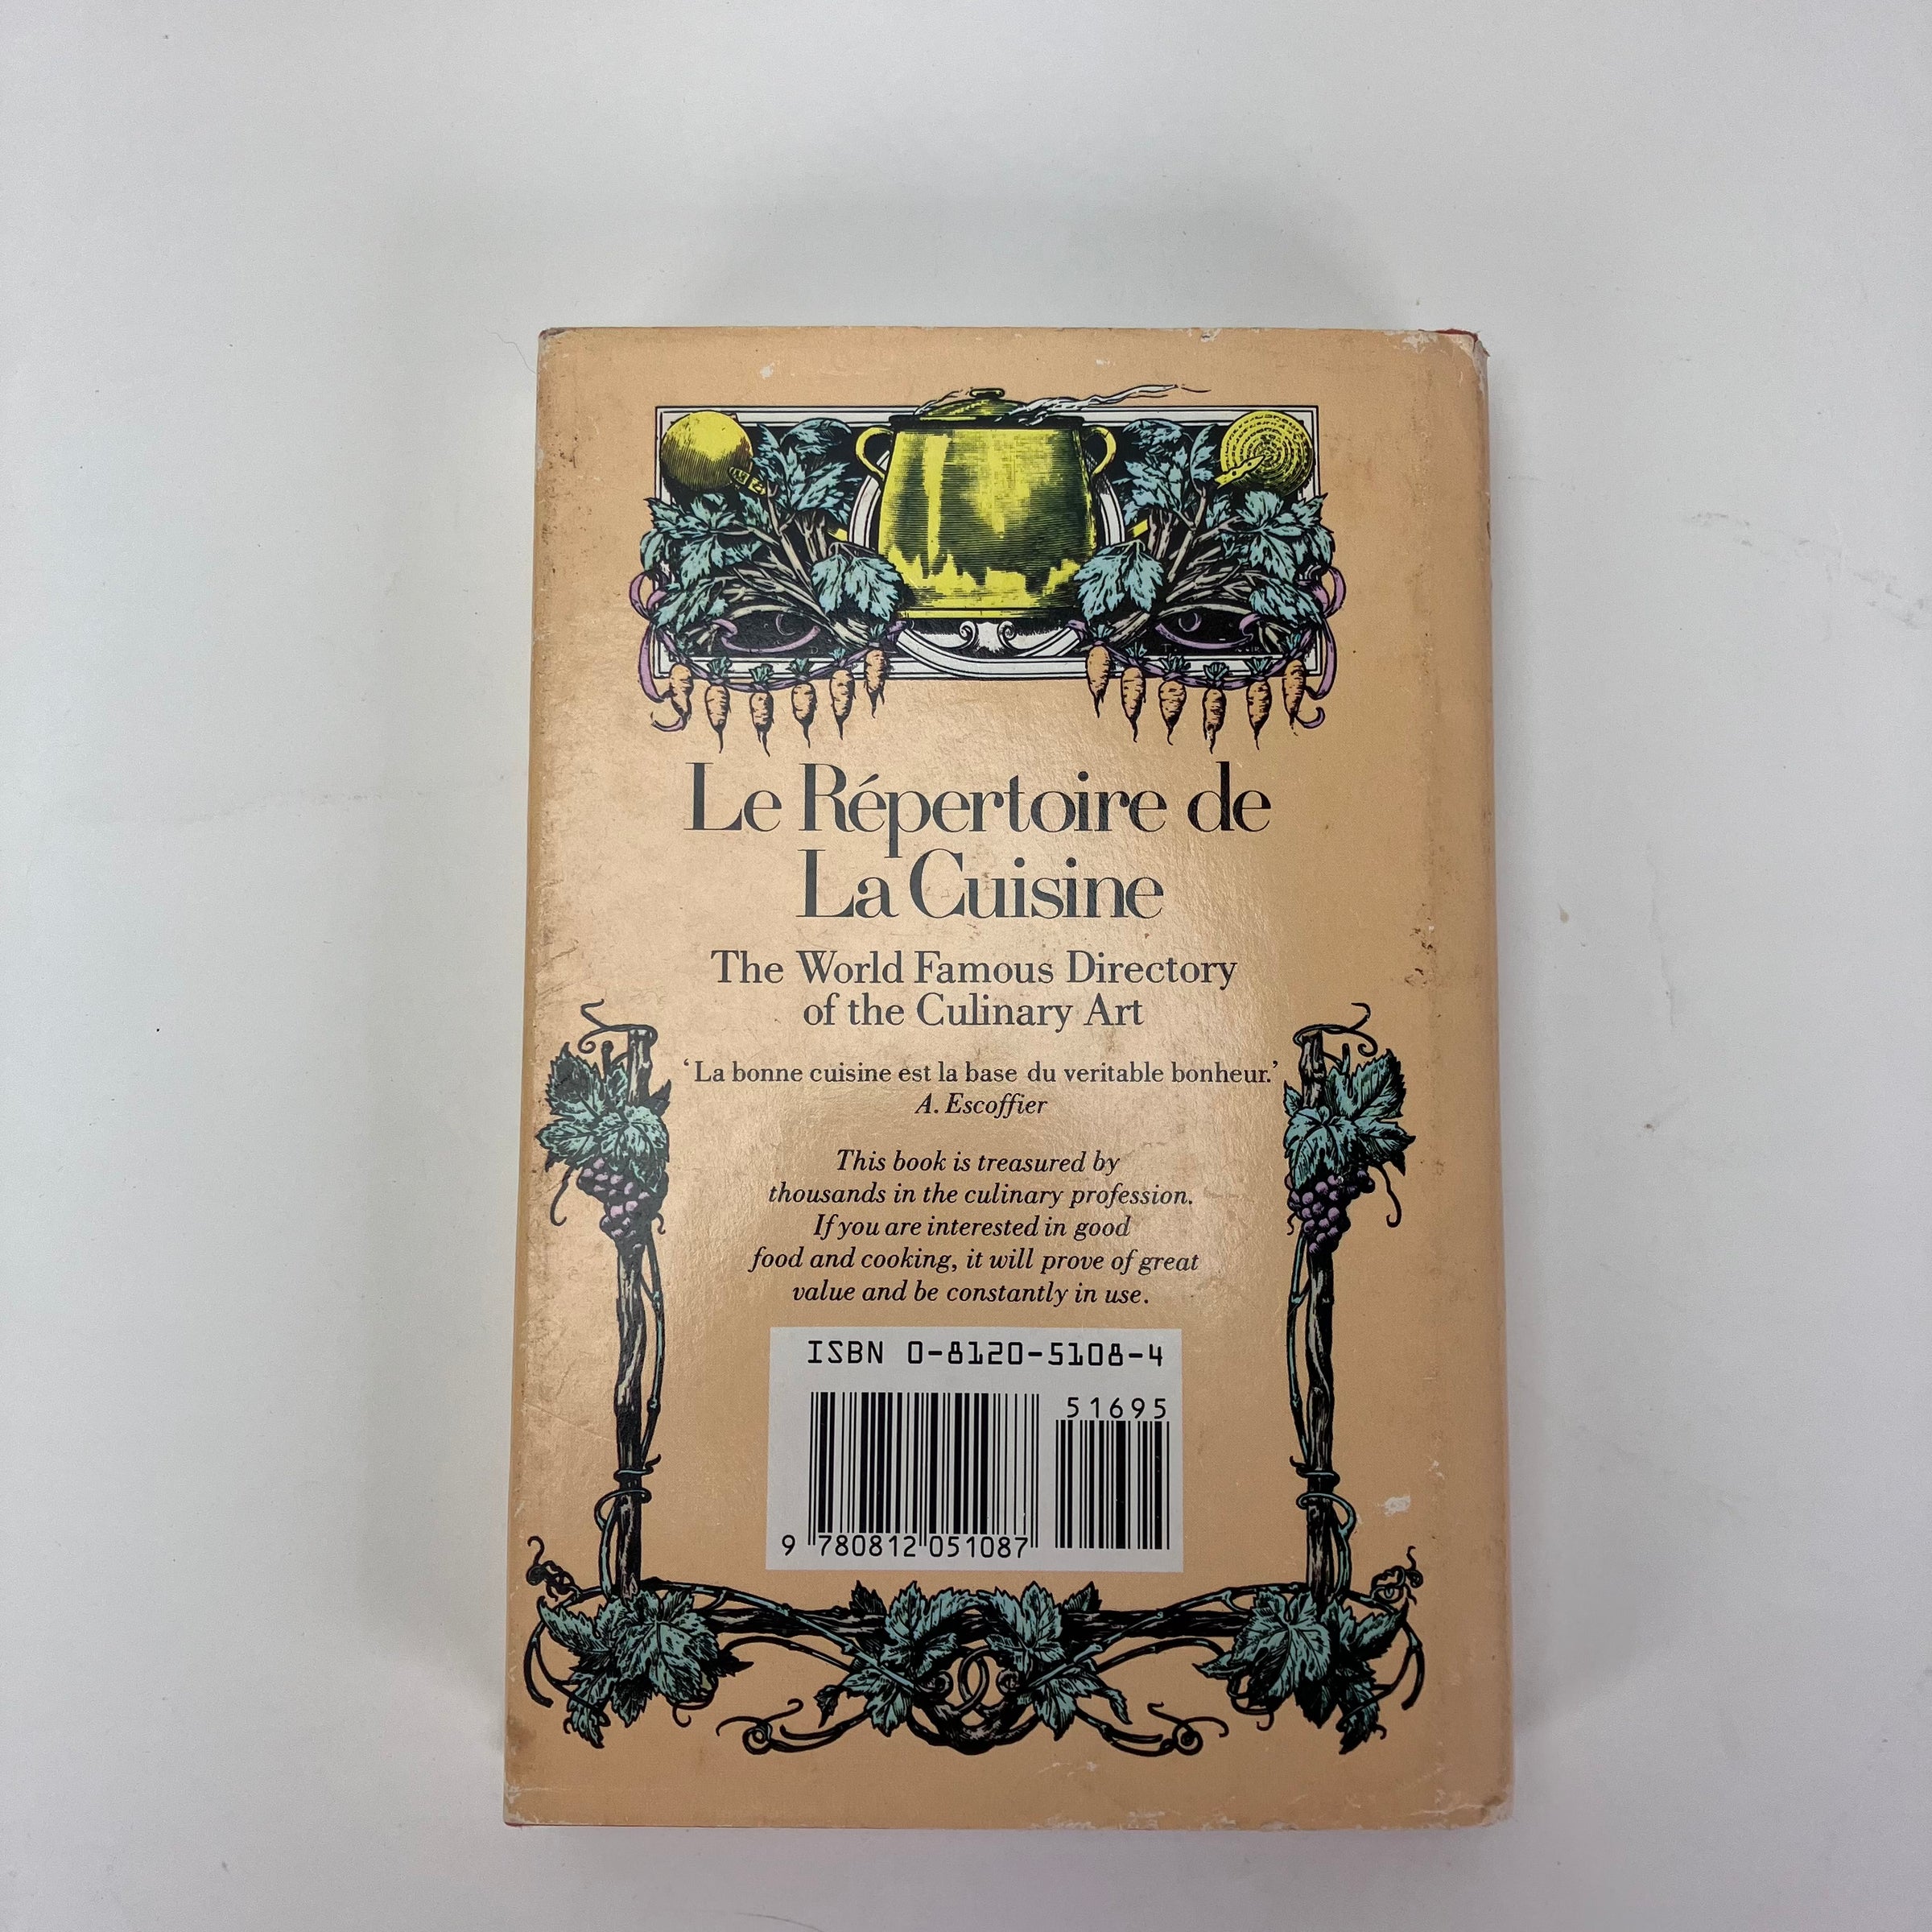 Le Répertoire de
La Cuisine
The World Famous Directory
of the Culinary Art
‘La bonne cuisine est la base du veritable bonheur.’
A. Escoffier
This book is treasured by
thousands in the culinary profession.
If you are interested in good
food and cooking, it will prove of great
value and be constantly in use.
ISBN 0-8120-5108-4
51695
9 780812 051087